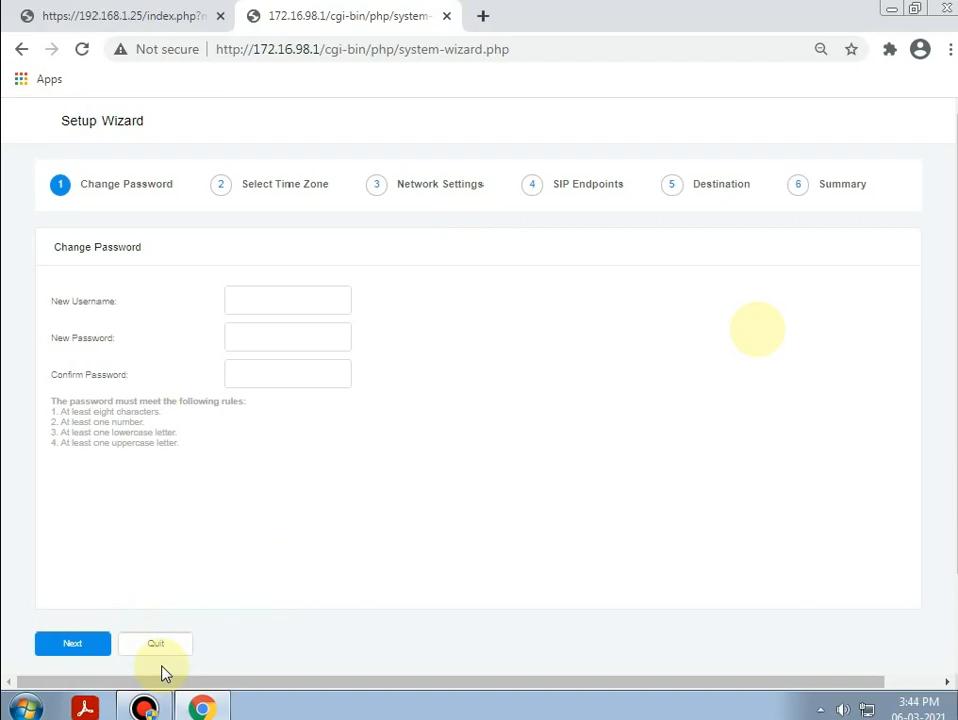 https://192.168.1.25/index.php?n
172.16.98.1/cgi-bin/php/system-
Not secure
http://172.16.98.1/cgi-bin/php/system-wizard.php
Apps
Setup Wizard
1 Change Password
2 Select Time Zone
3 Network Settings
4 SIP Endpoints
5 Destination
6 Summary
Change Password
New Username:
New Password:
Confirm Password:
The password must meet the following rules:
1. At least eight characters.
2. At least one number.
3. At least one lowercase letter.
4. At least one uppercase letter.
Next
Quit
3:44 PM
06-03-2021